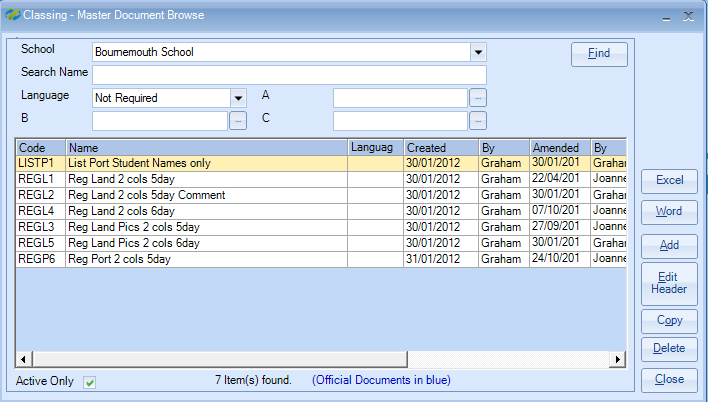 Classing - Master Document Browse
School Bournemouth School Find
Search Name
Language Not Required A ...
B ... C ...
Code Name Languag Created By Amended By
LISTP1 List Port Student Names only 30/01/2012 Graham 30/01/201 Graha
REGL1 Reg Land 2 cols 5day 30/01/2012 Graham 22/04/201 Joanne
REGL2 Reg Land 2 cols 5day Comment 30/01/2012 Graham 30/01/201 Graha
REGL4 Reg Land 2 cols 6day 30/01/2012 Graham 07/10/201 Joanne
REGL3 Reg Land Pics 2 cols 5day 30/01/2012 Graham 27/09/201 Joanne
REGL5 Reg Land Pics 2 cols 6day 30/01/2012 Graham 30/01/201 Graha
REGP6 Reg Port 2 cols 5day 31/01/2012 Graham 24/10/201 Joanne
Excel
Word
Add
Edit
Header
Copy
Delete
Close
Active Only 7 Item(s) found. (Official Documents in blue)